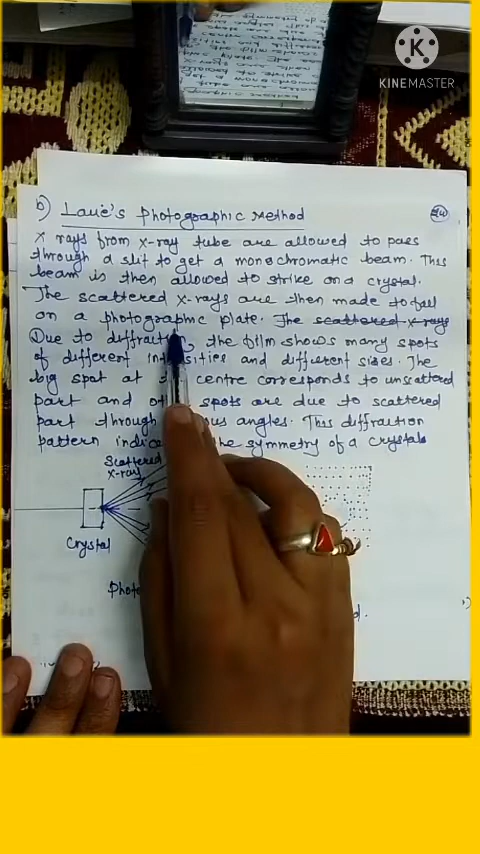 KINEMASTER
b) Laue's Photographic Method
X rays from X-ray tube are allowed to pass
through a slit to get a monochromatic beam. This
beam is then allowed to strike on a crystal.
The scattered X-rays are then made to fall
on a photographic plate. The scattered x-rays
Due to diffraction, the film shows many spots
of different intensities and different sizes. The
big spot at the centre corresponds to unscattered
part and other spots are due to scattered
part through angles. This diffraction
pattern the symmetry of a crystal.
Scattered
X-ray
Crystal